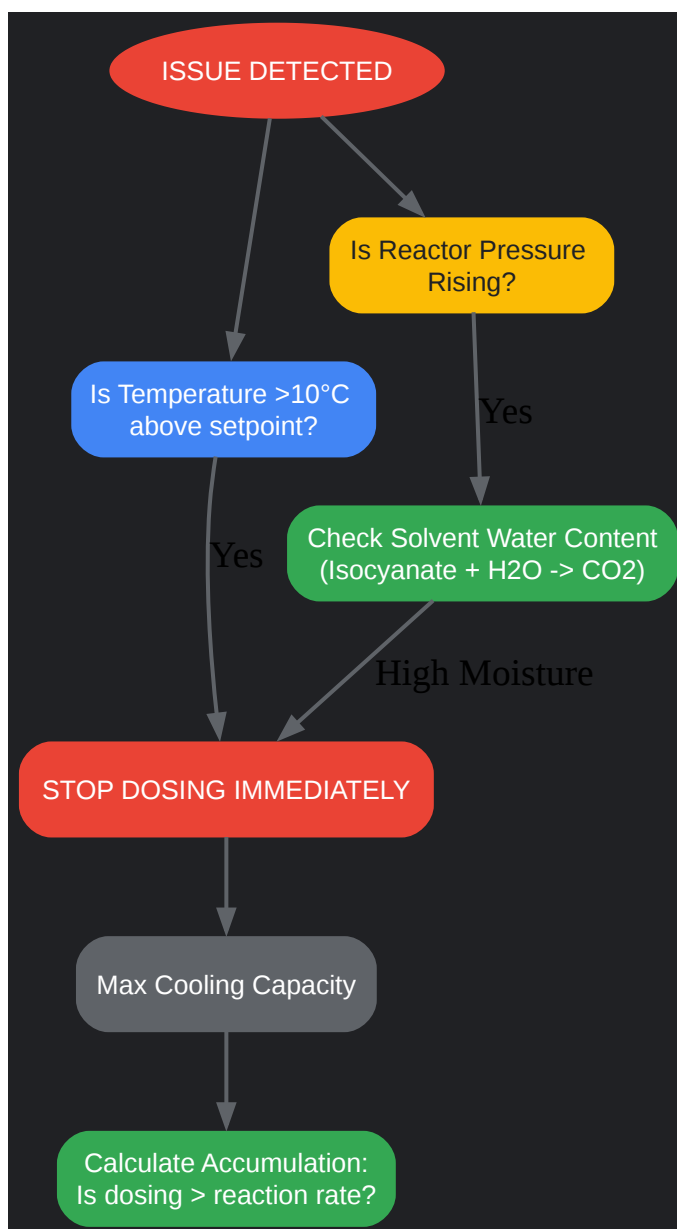 ISSUE DETECTED
Is Reactor Pressure
Rising?
Is Temperature >10°C
above setpoint?
Yes
Check Solvent Water Content
(Isocyanate + H2O -> CO2)
Yes
High Moisture
STOP DOSING IMMEDIATELY
Max Cooling Capacity
Calculate Accumulation:
Is dosing > reaction rate?